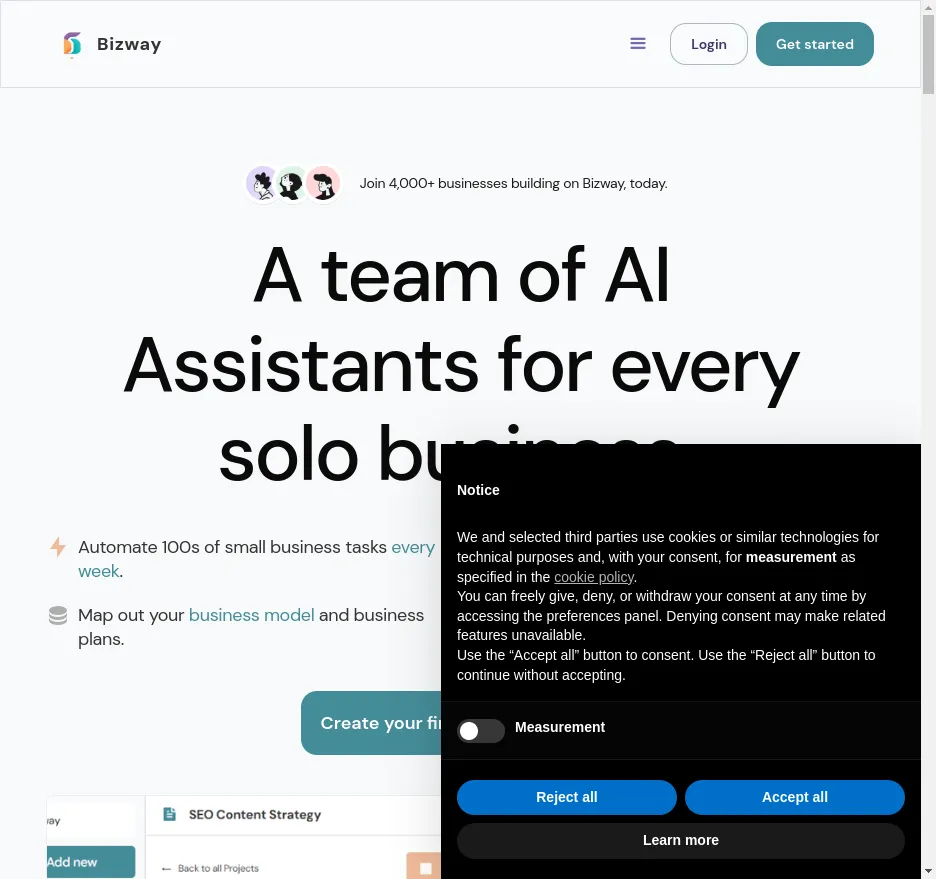 Bizway
Login
Get started
Join 4,000+ businesses building on Bizway, today.
A team of AI
Assistants for every
solo business
Automate 100s of small business tasks every
week.
Map out your business model and business
plans.
Create your
Notice
We and selected third parties use cookies or similar technologies for
technical purposes and, with your consent, for measurement as
specified in the cookie policy.
You can freely give, deny, or withdraw your consent at any time by
accessing the preferences panel. Denying consent may make related
features unavailable.
Use the “Accept all” button to consent. Use the “Reject all” button to
continue without accepting.
Measurement
Reject all
Accept all
Learn more
SEO Content Strategy
Add new
← Back to all Projects